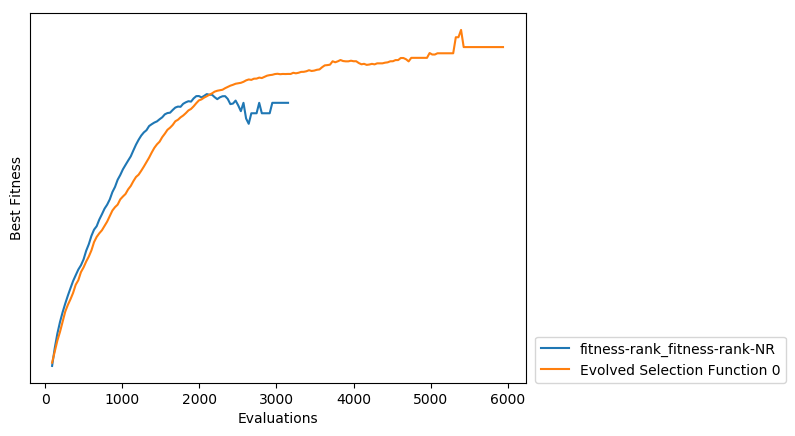 Best Fitness
0
1000
2000
3000
4000
5000
6000
Evaluations
fitness-rank_fitness-rank-NR
Evolved Selection Function 0